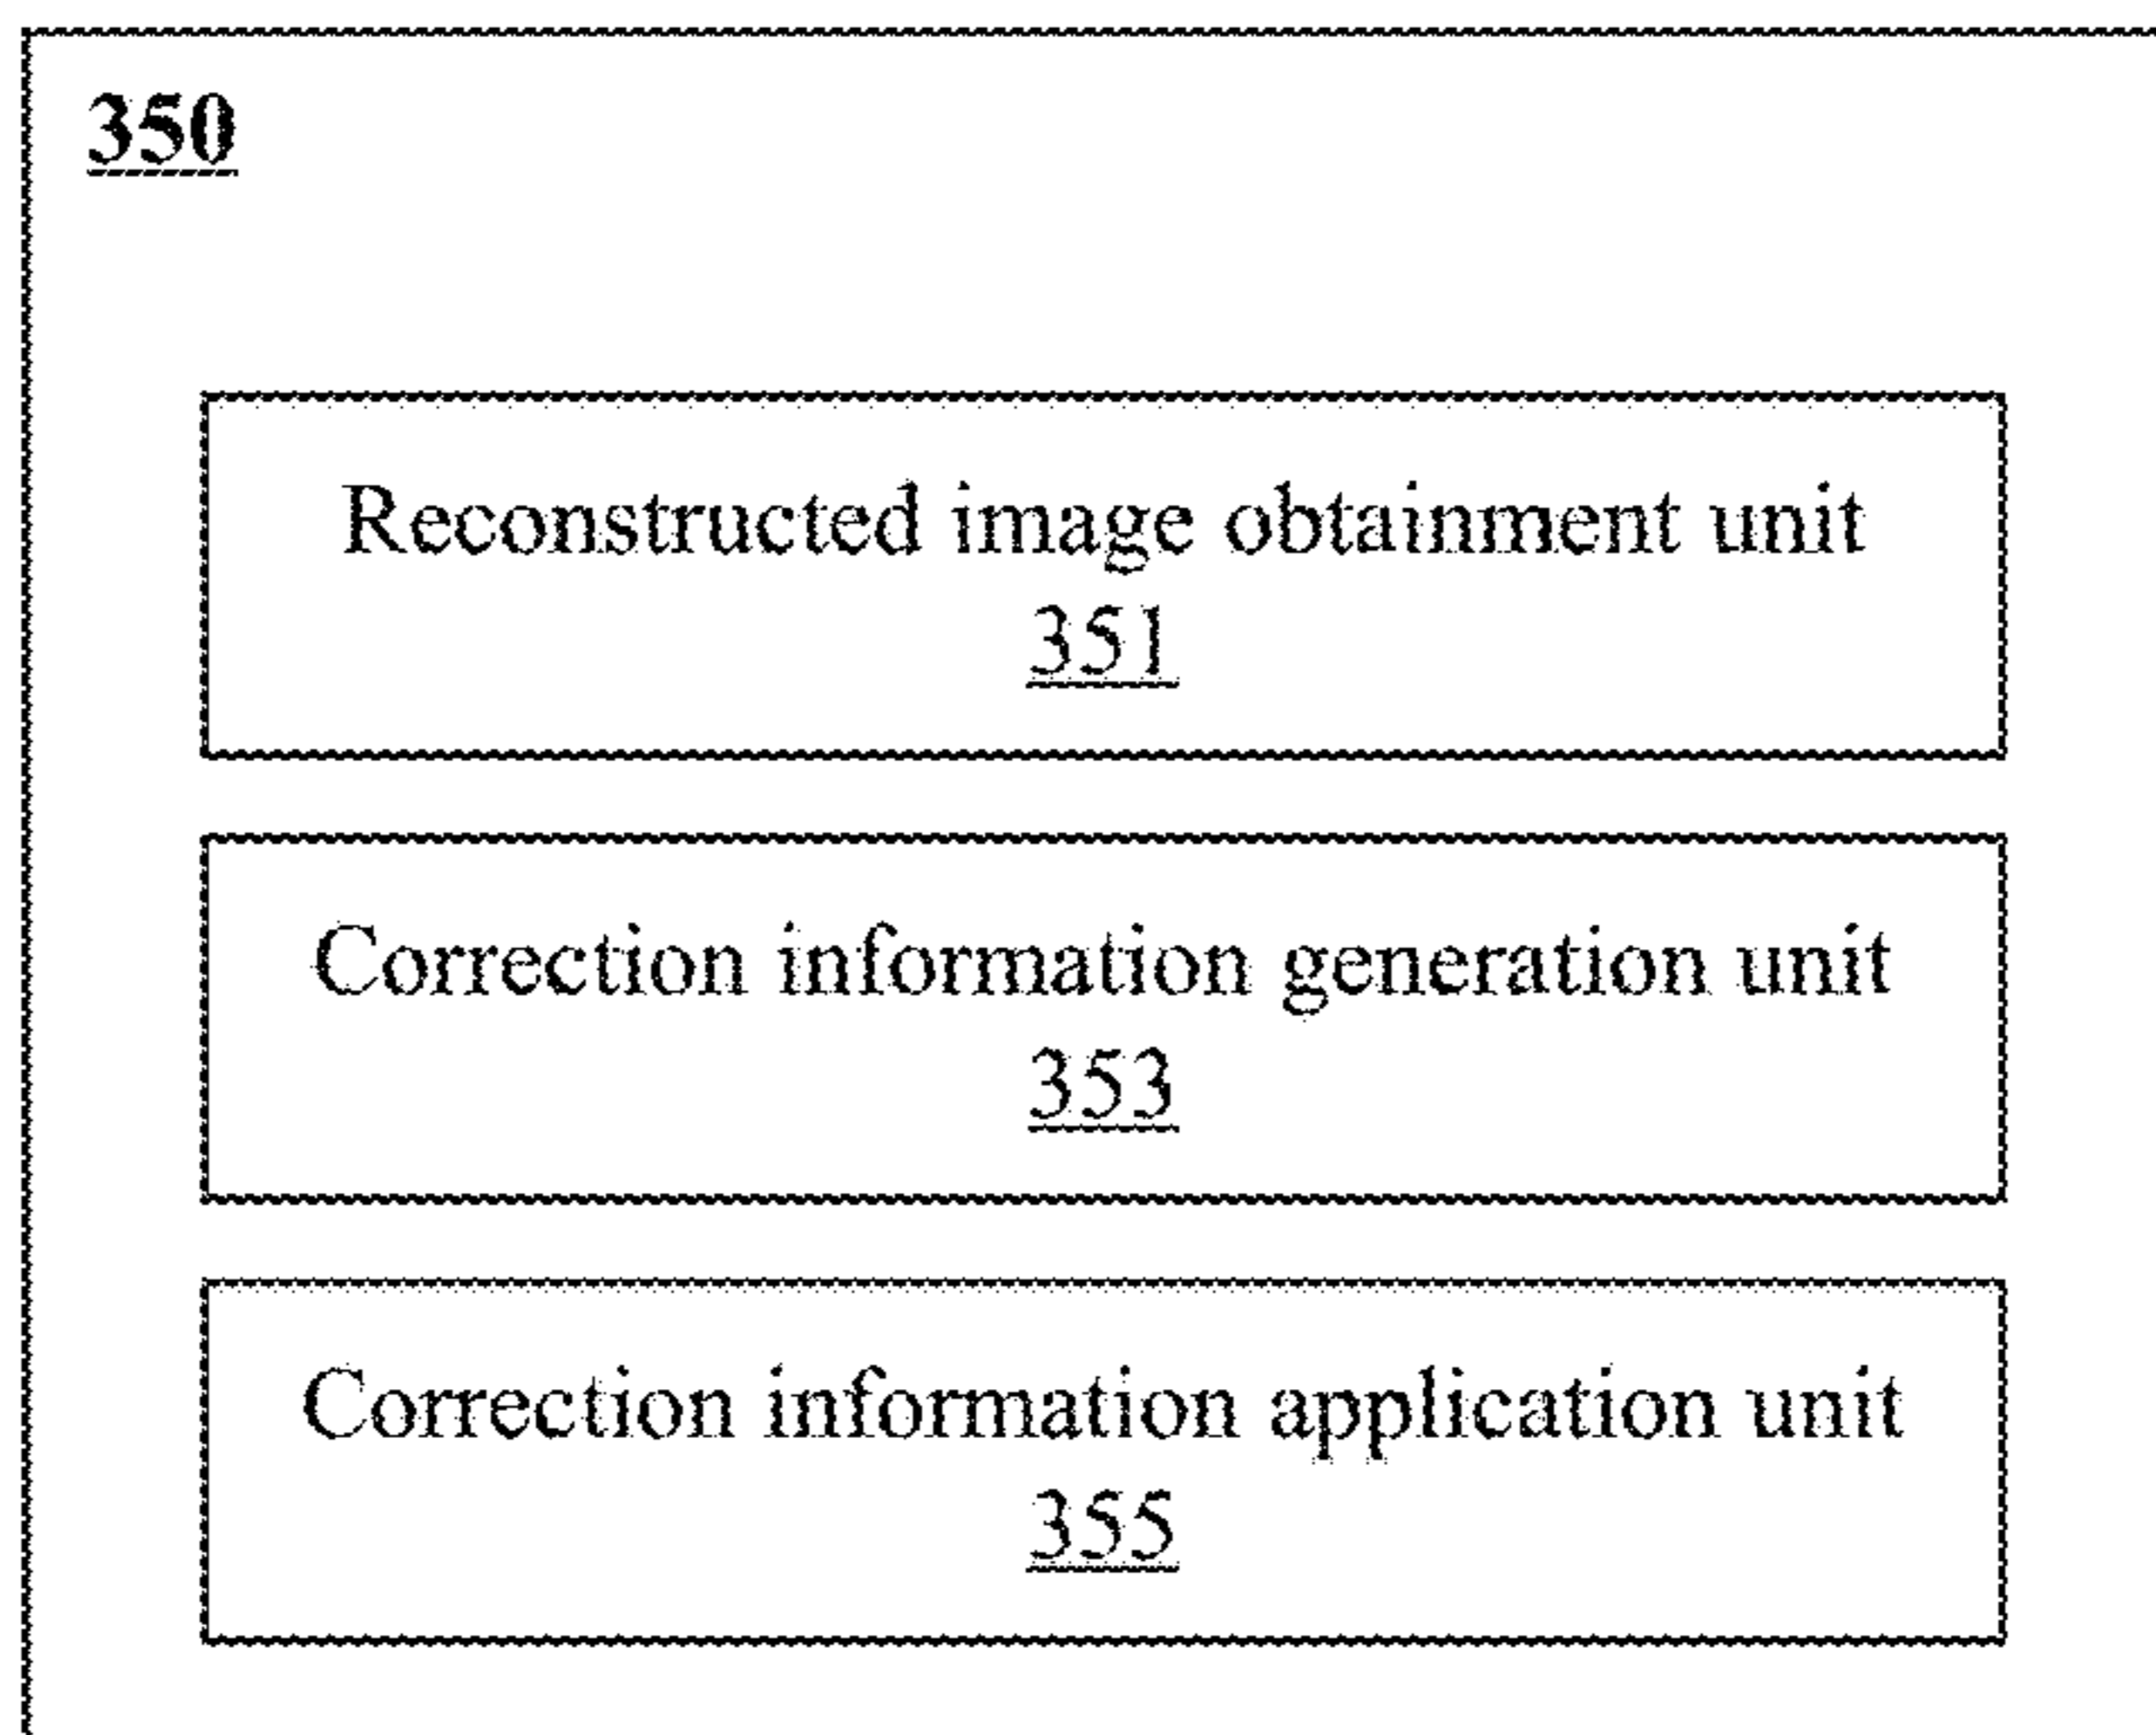 350
Reconstructed image obtainment unit
351
Correction information generation unit
353
Correction information application unit
355